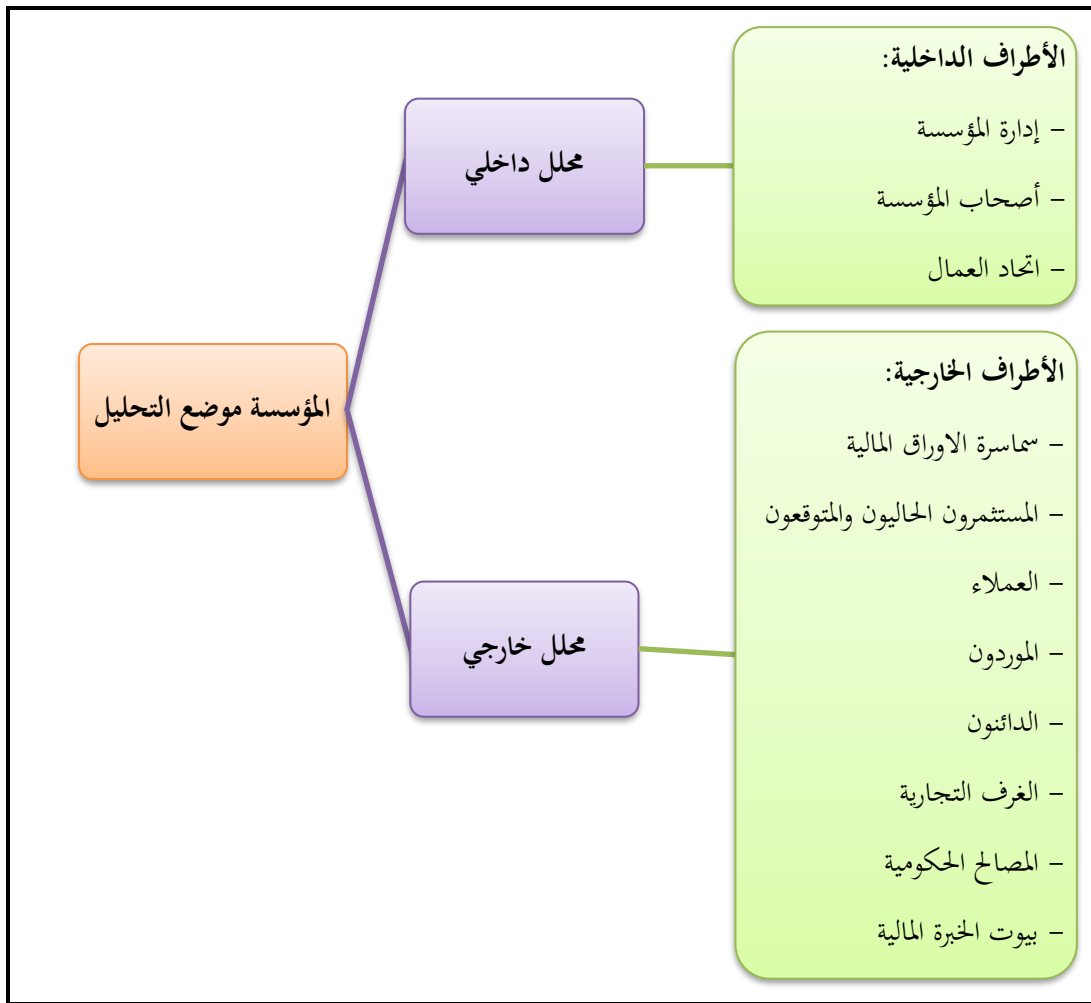 الأطراف الداخلية:
– إدارة المؤسسة
– أصحاب المؤسسة
– اتحاد العمال
محلل داخلي
المؤسسة موضع التحليل
الأطراف الخارجية:
– سماسرة الاوراق المالية
– المستثمرون الحاليون والمتوقعون
– العملاء
– الموردون
– الدائنون
– الغرف التجارية
– المصالح الحكومية
– بيوت الخبرة المالية
محلل خارجي